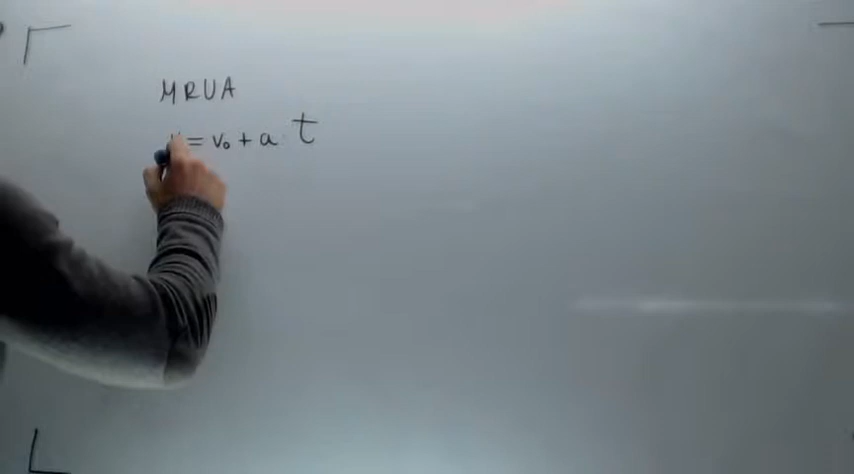 MRUA
v = v₀ + a t